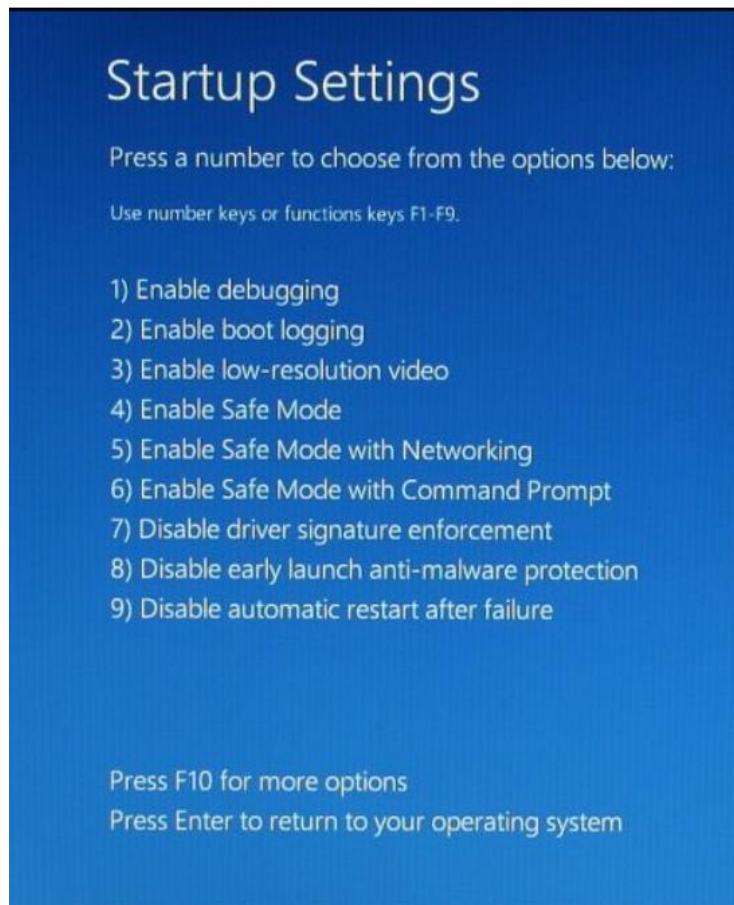 Startup Settings
Press a number to choose from the options below:
Use number keys or functions keys F1-F9.
1) Enable debugging
2) Enable boot logging
3) Enable low-resolution video
4) Enable Safe Mode
5) Enable Safe Mode with Networking
6) Enable Safe Mode with Command Prompt
7) Disable driver signature enforcement
8) Disable early launch anti-malware protection
9) Disable automatic restart after failure
Press F10 for more options
Press Enter to return to your operating system